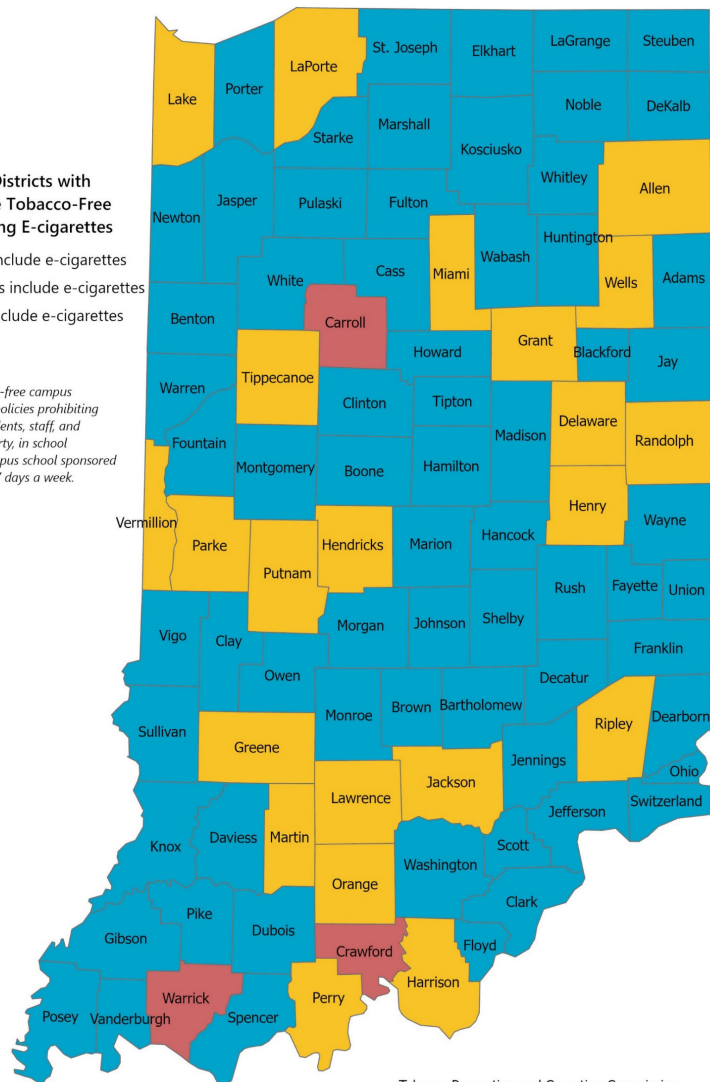 Districts with
Tobacco-Free
E-cigarettes
include e-cigarettes
include e-cigarettes
include e-cigarettes
-free campus
policies prohibiting
staff, and
in school
school sponsored
days a week.
St. Joseph
Elkhart
LaGrange
Steuben
LaPorte
Lake
Porter
Noble
DeKalb
Starke
Marshall
Kosciusko
Whitley
Allen
Newton
Jasper
Pulaski
Fulton
Huntington
Wabash
Miami
Cass
White
Wells
Adams
Benton
Carroll
Grant
Blackford
Jay
Howard
Tippecanoe
Warren
Clinton
Tipton
Madison
Delaware
Randolph
Fountain
Montgomery
Boone
Hamilton
Henry
Vermillion
Parke
Putnam
Hendricks
Marion
Hancock
Wayne
Rush
Fayette
Union
Vigo
Clay
Morgan
Johnson
Shelby
Franklin
Owen
Decatur
Sullivan
Monroe
Brown
Bartholomew
Ripley
Dearborn
Greene
Jennings
Ohio
Jackson
Lawrence
Switzerland
Jefferson
Knox
Daviess
Martin
Scott
Washington
Orange
Clark
Pike
Dubois
Gibson
Crawford
Floyd
Harrison
Warrick
Perry
Posey
Vanderburgh
Spencer